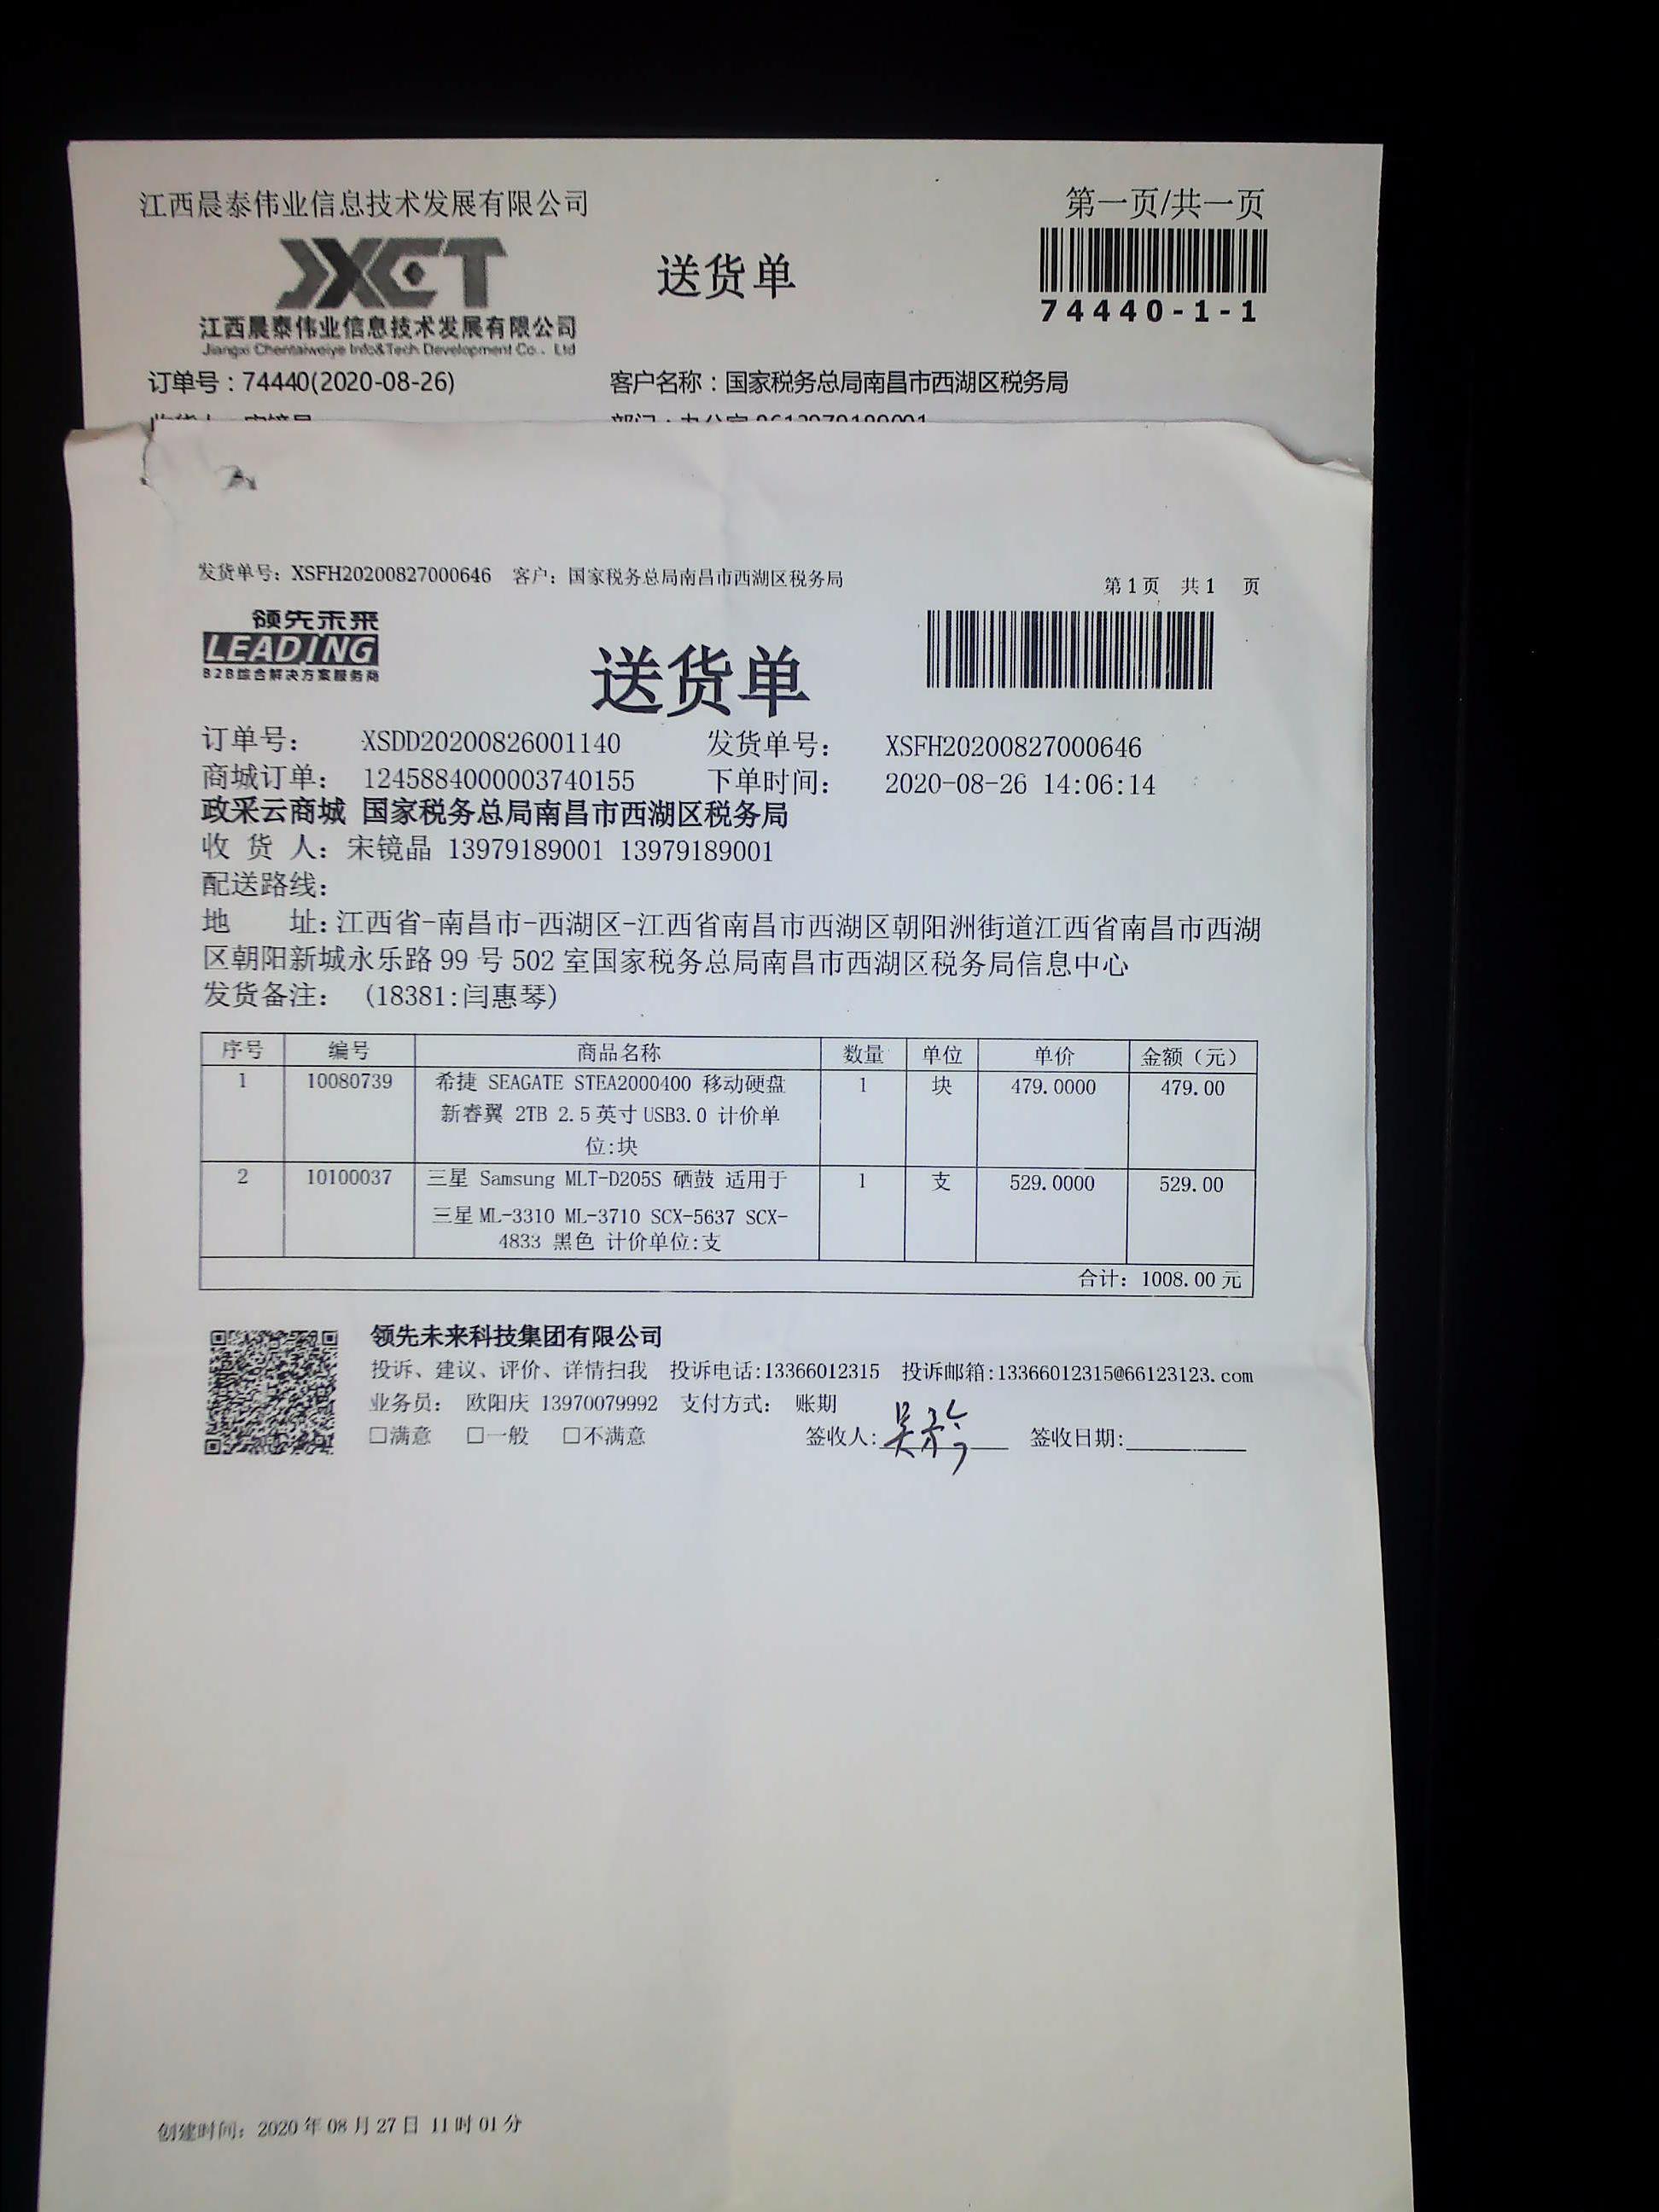 江西晨泰伟业信息技术发展有限公司
第一页/共一页
JXCT
送货单
江西晨泰伟业信息技术发展有限公司
Jiangxi Chentaiweiye Info&Tech Development Co., Ltd
74440-1-1
订单号：74440(2020-08-26)
客户名称：国家税务总局南昌市西湖区税务局
发货单号：XSFH20200827000646 客户：国家税务总局南昌市西湖区税务局
第1页 共1 页
领先未来
LEADING
B2B综合解决方案服务商
送货单
订单号： XSDD20200826001140 发货单号： XSFH20200827000646
商城订单： 1245884000003740155 下单时间： 2020-08-26 14:06:14
政采云商城 国家税务总局南昌市西湖区税务局
收 货 人：宋镜晶 13979189001 13979189001
配送路线：
地 址：江西省-南昌市-西湖区-江西省南昌市西湖区朝阳洲街道江西省南昌市西湖
区朝阳新城永乐路 99 号 502 室国家税务总局南昌市西湖区税务局信息中心
发货备注： (18381:闫惠琴)
序号 编号 商品名称 数量 单位 单价 金额（元）
1 10080739 希捷 SEAGATE STEA2000400 移动硬盘 1 块 479.0000 479.00
新睿翼 2TB 2.5英寸USB3.0 计价单
位:块
2 10100037 三星 Samsung MLT-D205S 硒鼓 适用于 1 支 529.0000 529.00
三星ML-3310 ML-3710 SCX-5637 SCX-
4833 黑色 计价单位:支
合计：1008.00元
领先未来科技集团有限公司
投诉、建议、评价、详情扫我 投诉电话:13366012315 投诉邮箱:13366012315@66123123.com
业务员： 欧阳庆 13970079992 支付方式： 账期
□满意 □一般 □不满意 签收人: 签收日期:
创建时间：2020年08月27日 11时01分